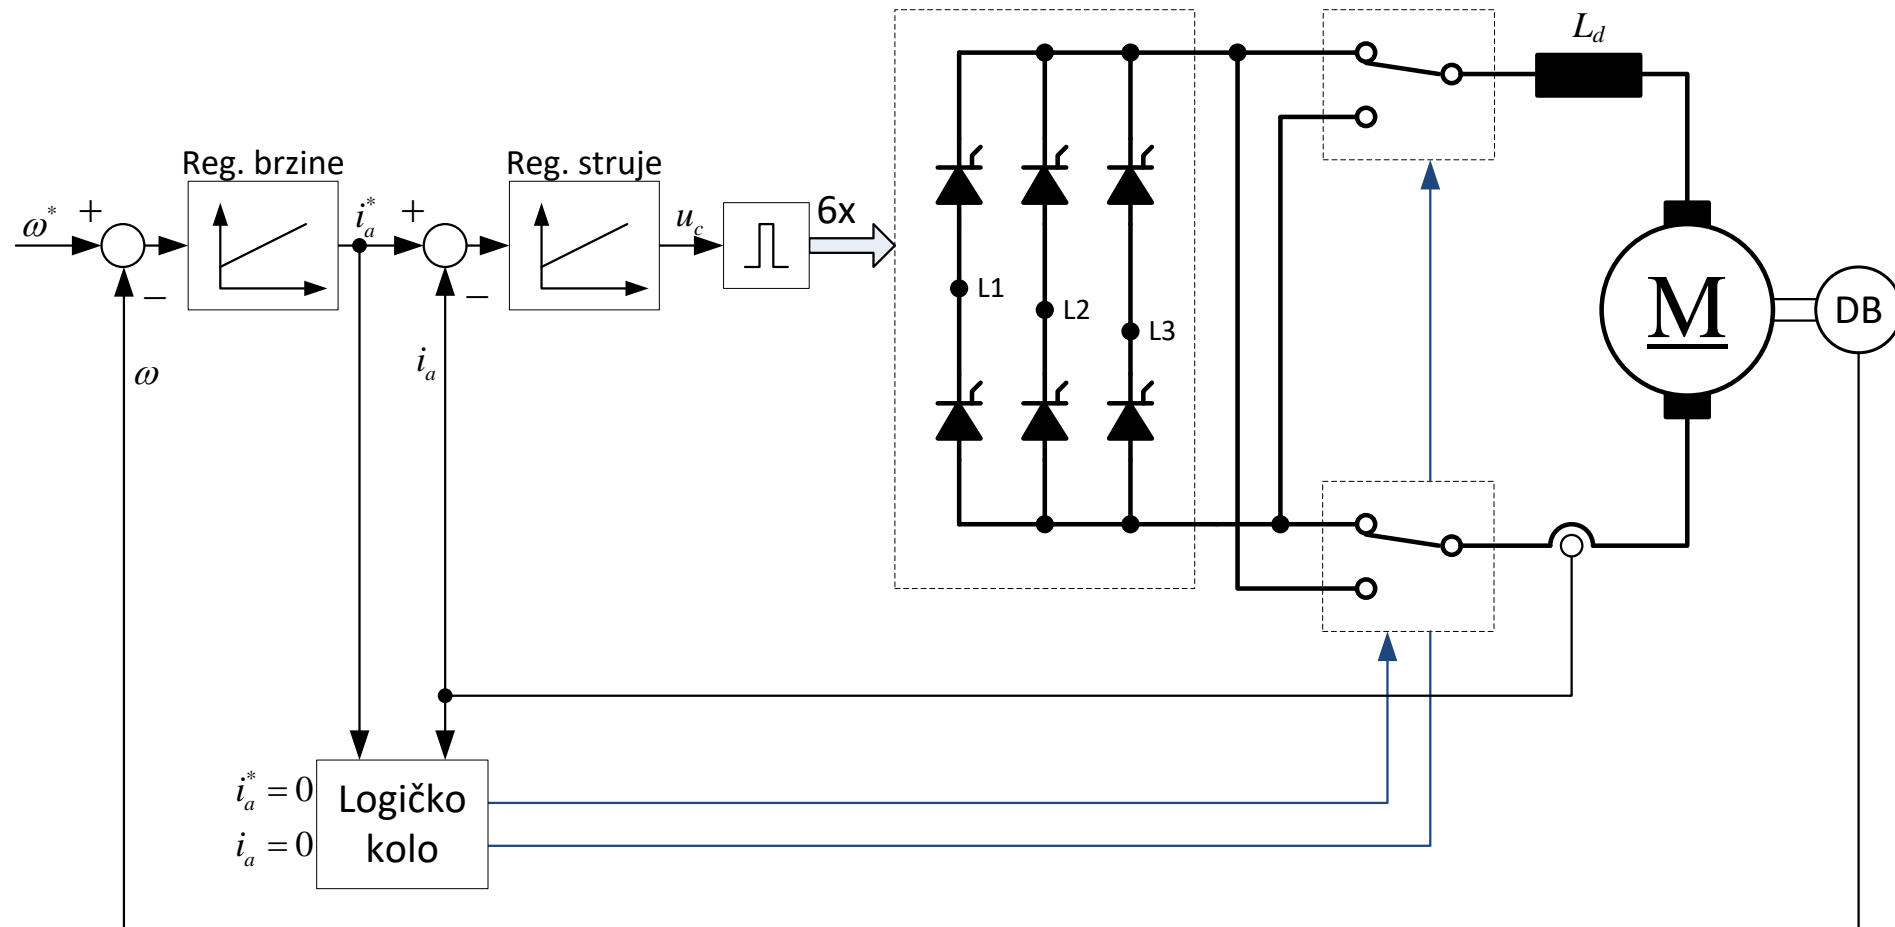 L_d
Reg. brzine
Reg. struje
ω* + i_a* + u_c 6x
− −
L1
L2
L3
M
DB
ω
i_a
i_a* = 0
i_a = 0
Logičko
kolo